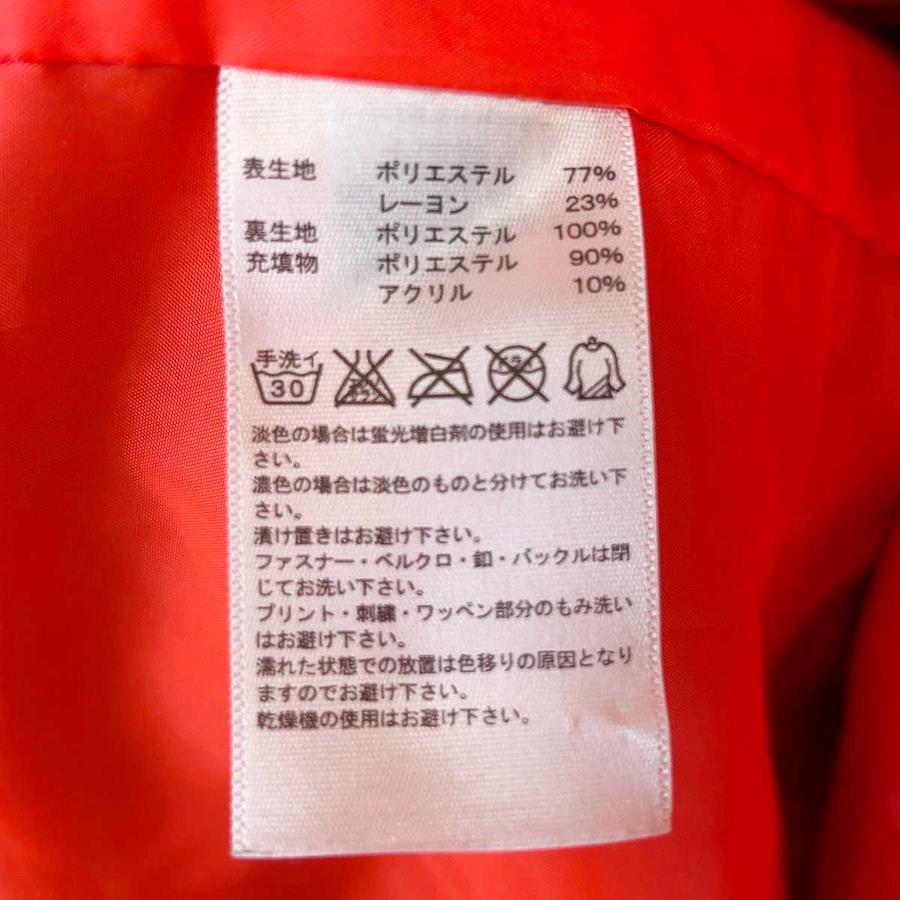 表生地 ポリエステル 77%
レーヨン 23%
裏生地 ポリエステル 100%
充填物 ポリエステル 90%
アクリル 10%
手洗イ
30
エンソサラシ
ドライ
淡色の場合は蛍光増白剤の使用はお避け下
さい。
濃色の場合は淡色のものと分けてお洗い下
さい。
漬け置きはお避け下さい。
ファスナー・ベルクロ・釦・バックルは閉
じてお洗い下さい。
プリント・刺繍・ワッペン部分のもみ洗い
はお避け下さい。
濡れた状態での放置は色移りの原因となり
ますのでお避け下さい。
乾燥機の使用はお避け下さい。